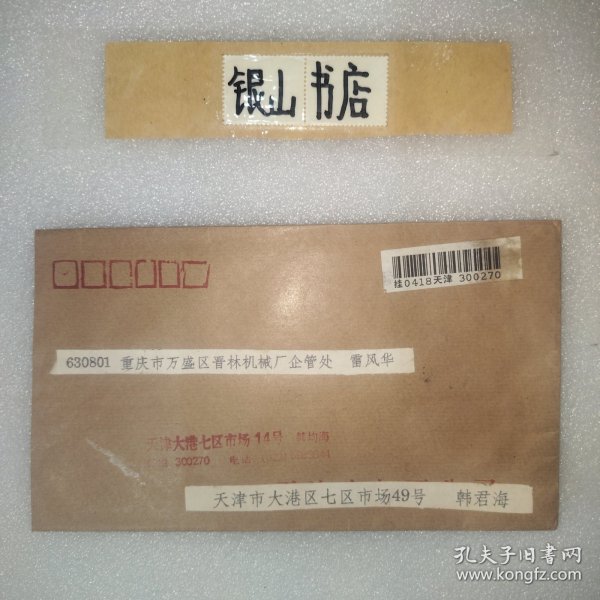 银山书店
挂0418天津 300270
630801 重庆市万盛区晋林机械厂企管处 雷风华
天津大港七区市场14号
300270 电话
天津市大港区七区市场49号 韩君海
孔夫子旧书网
www.kongfz.com